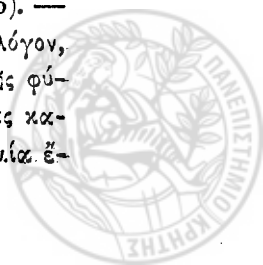 ). —
λόγον,
ς φύ-
ς κα-
μία ἔ-
ΠΑΝΕΠΙΣΤΗΜΙΟ ΚΡΗΤΗΣ